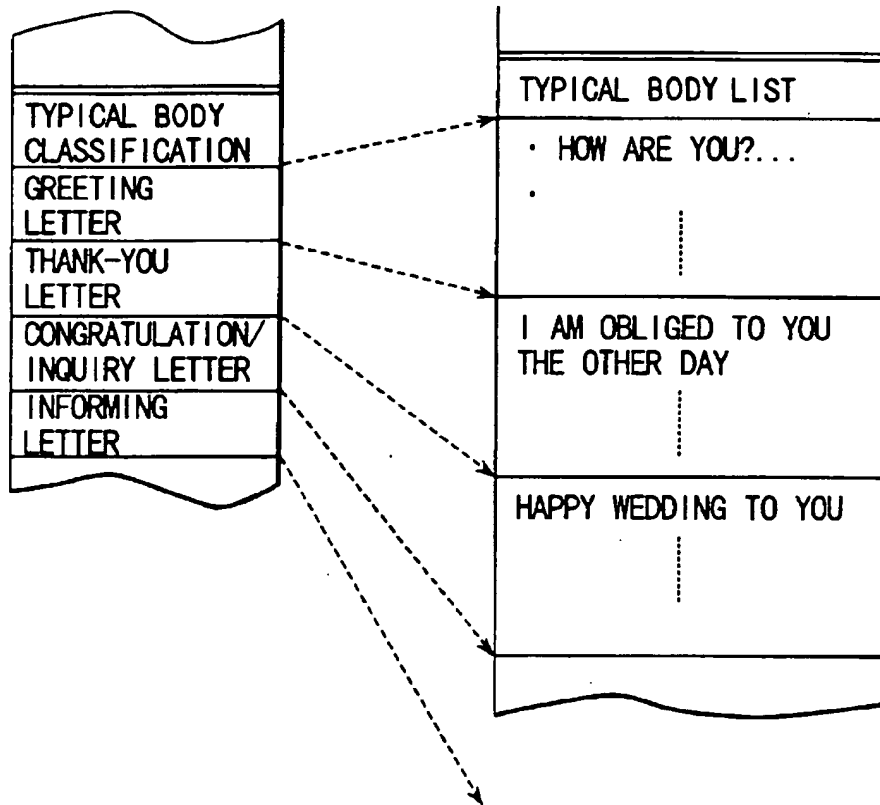 TYPICAL BODY
CLASSIFICATION
GREETING
LETTER
THANK-YOU
LETTER
CONGRATULATION/
INQUIRY LETTER
INFORMING
LETTER
TYPICAL BODY LIST
· HOW ARE YOU?...
·
I AM OBLIGED TO YOU
THE OTHER DAY
HAPPY WEDDING TO YOU